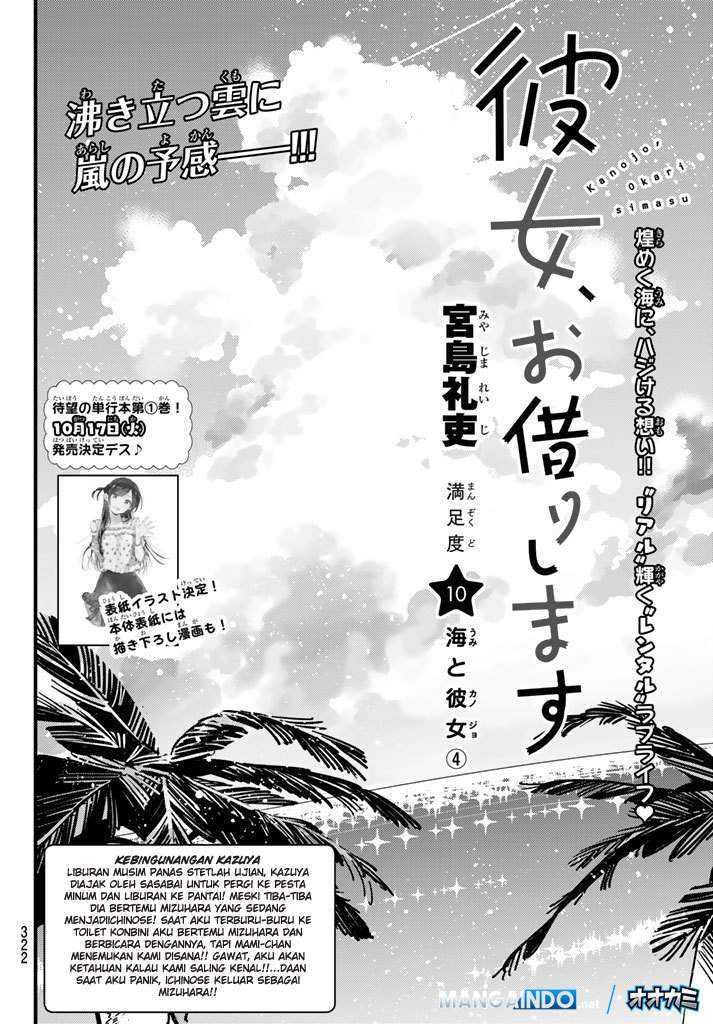 彼女、お借りします
Kanojo,
Okari
simasu
煌めく海に、ハジける想い!! “リアル”輝く“レンタル”ラブライフ♥
宮島礼吏
満足度
10
海と彼女
④
沸き立つ雲に
嵐の予感――!!!
待望の単行本第①巻!
10月17日(火)
発売決定デス♪
表紙イラスト決定!
本体表紙には
描き下ろし漫画も!
KEBINGUNANGAN KAZUYA
LIBURAN MUSIM PANAS STETLAH UJIAN, KAZUYA
DIAJAK OLEH SASABAI UNTUK PERGI KE PESTA
MINUM DAN LIBURAN KE PANTAI! MESKI TIBA-TIBA
DIA BERTEMU MIZUHARA YANG SEDANG
MENJADIICHINOSE! SAAT AKU TERBURU-BURU KE
TOILET KONBINI AKU BERTEMU MIZUHARA DAN
BERBICARA DENGANNYA, TAPI MAMI-CHAN
MENEMUKAN KAMI DISANA!! GAWAT, AKU AKAN
KETAHUAN KALAU KAMI SALING KENAL!!...DAAN
SAAT AKU PANIK, ICHINOSE KELUAR SEBAGAI
MIZUHARA!!
322
MANGAINDO.net / オオカミ